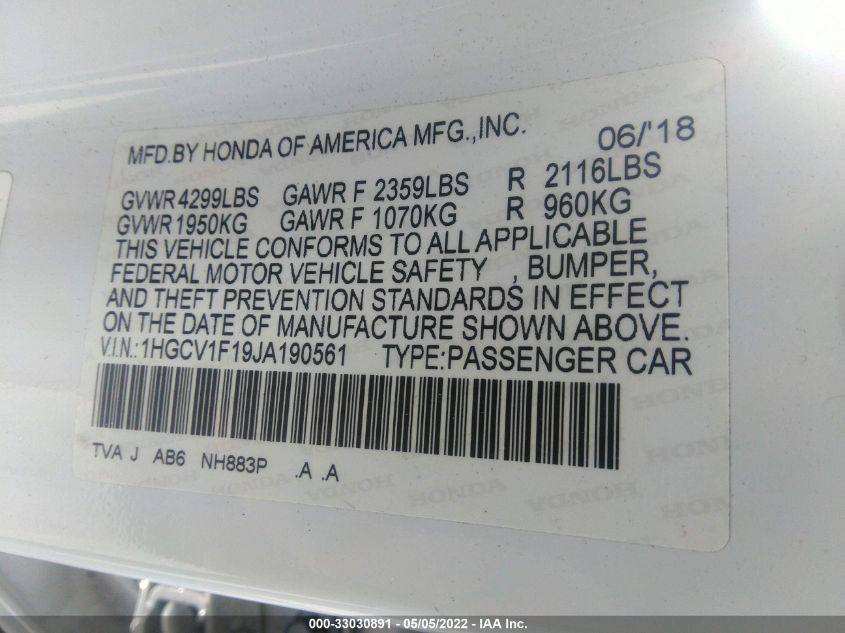 MFD.BY HONDA OF AMERICA MFG.,INC. 06/'18
GVWR 4299LBS GAWR F 2359LBS R 2116LBS
GVWR 1950KG GAWR F 1070KG R 960KG
THIS VEHICLE CONFORMS TO ALL APPLICABLE
FEDERAL MOTOR VEHICLE SAFETY , BUMPER,
AND THEFT PREVENTION STANDARDS IN EFFECT
ON THE DATE OF MANUFACTURE SHOWN ABOVE.
V.I.N.:1HGCV1F19JA190561 TYPE:PASSENGER CAR
TVA J AB6 NH883P .A .A
HONDA HONDA HONDA
000-33030891 - 05/05/2022 - IAA Inc.